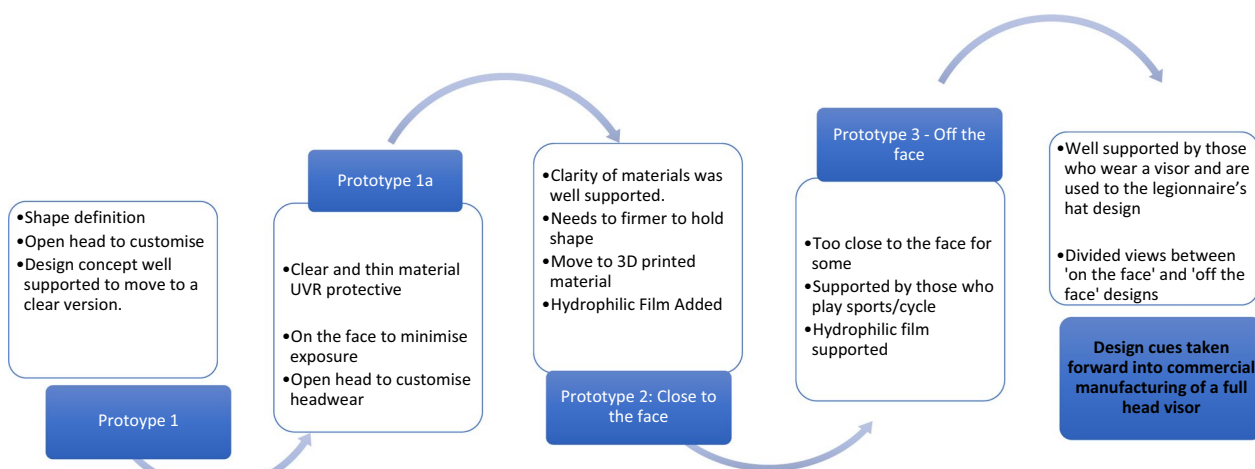 •Shape definition
•Open head to customise
•Design concept well
supported to move to a
clear version.
Protoype 1
Prototype 1a
•Clear and thin material
UVR protective
•On the face to minimise
exposure
•Open head to customise
headwear
•Clarity of materials was
well supported.
•Needs to firmer to hold
shape
•Move to 3D printed
material
•Hydrophilic Film Added
Prototype 2: Close to
the face
Prototype 3 - Off the
face
•Too close to the face for
some
•Supported by those who
play sports/cycle
•Hydrophilic film
supported
•Well supported by those
who wear a visor and are
used to the legionnaire’s
hat design
•Divided views between
'on the face' and 'off the
face' designs
Design cues taken
forward into commercial
manufacturing of a full
head visor